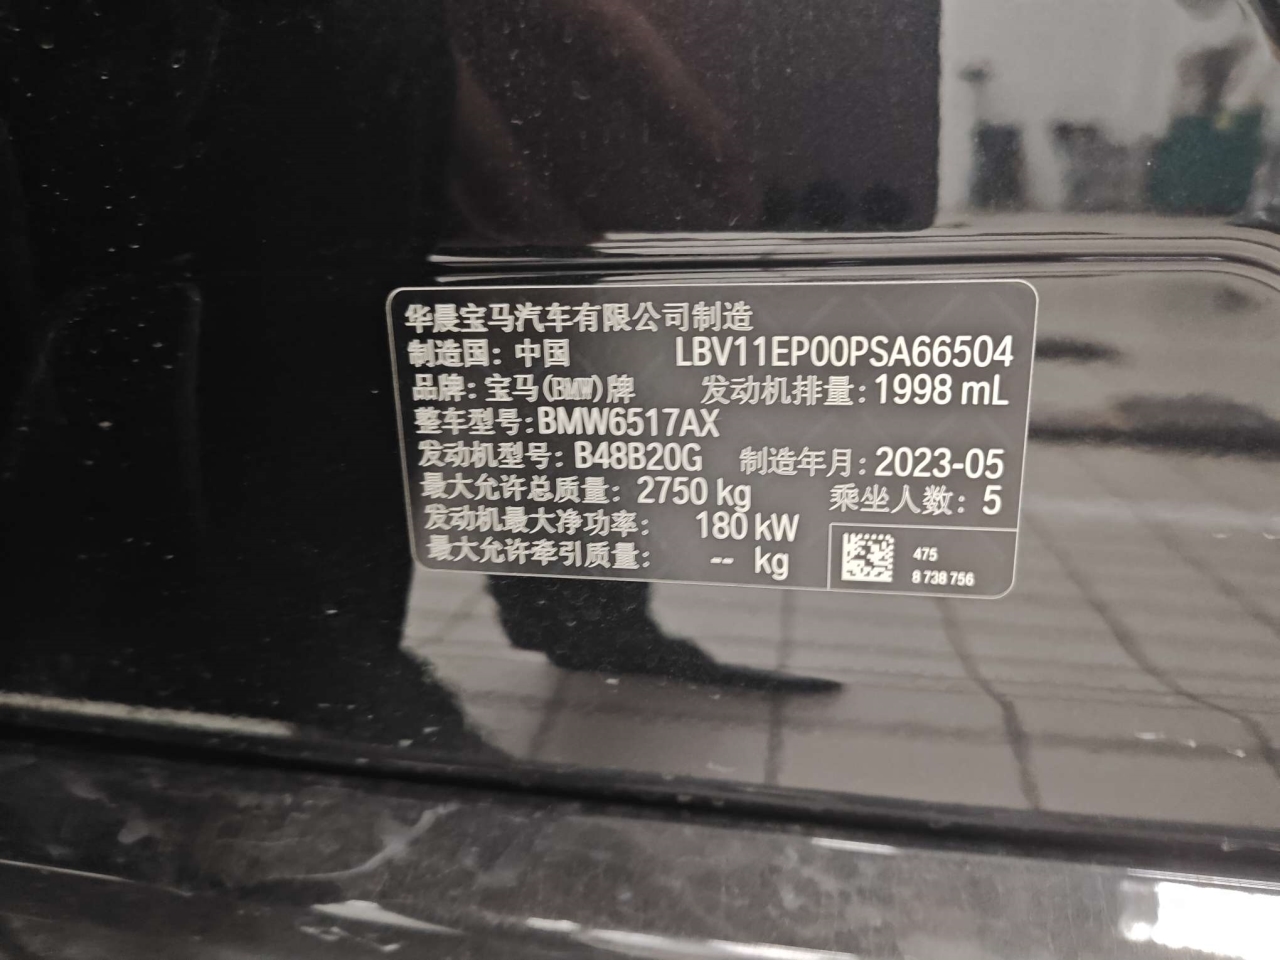 华晨宝马汽车有限公司制造
制造国：中国 LBV11EP00PSA66504
品牌：宝马(BMW)牌 发动机排量：1998 mL
整车型号：BMW6517AX
发动机型号：B48B20G 制造年月：2023-05
最大允许总质量：2750 kg 乘坐人数：5
发动机最大净功率：180 kW
最大允许牵引质量：-- kg
475
8 738 756